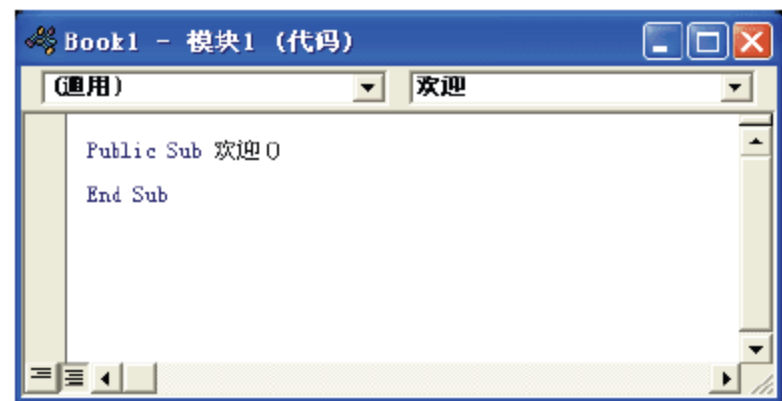 Book1 - 模块1 (代码)
(通用) 欢迎
Public Sub 欢迎()
End Sub